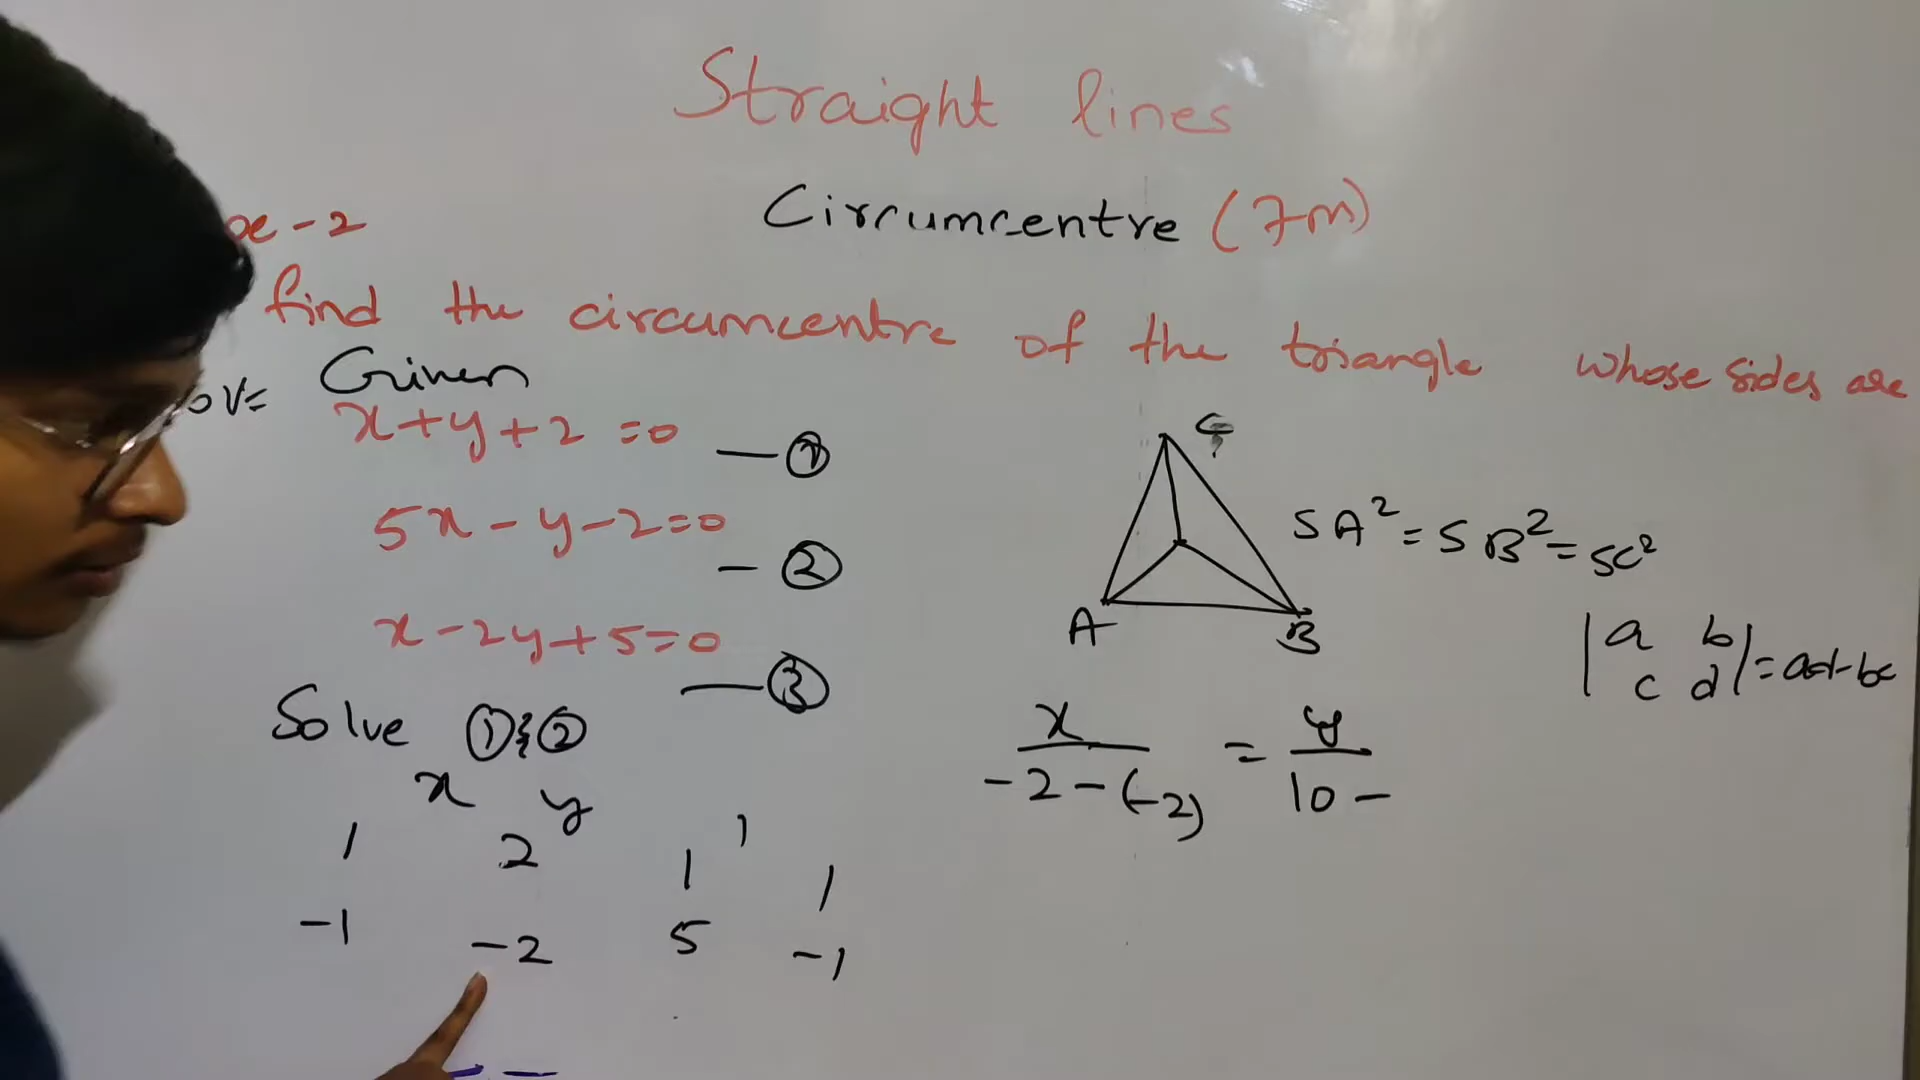 Straight lines
Circumcentre (7m)
pe - 2
find the circumcentre of the triangle whose sides are
Given
x+y+2=0 — ①
5x-y-2=0 — ②
x-2y+5=0 — ③
C
A
B
SA²=SB²=SC²
|a b|
|c d| = ad-bc
Solve ① & ②
x y 1
1 2 1 1
-1 -2 5 -1
x/(-2-(-2)) = y/(10-